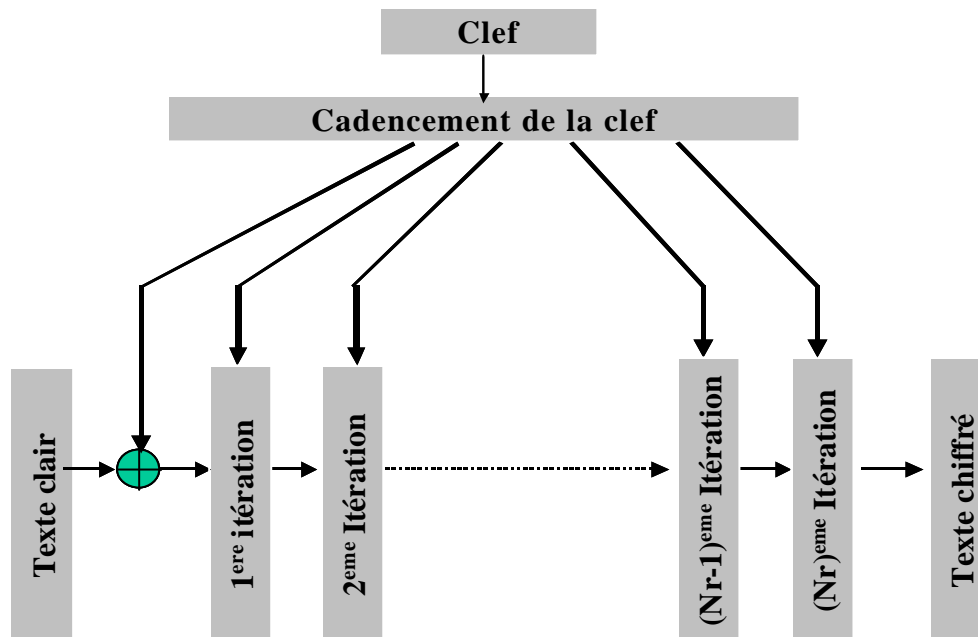 Clef
Cadencement de la clef
Texte clair
1ere itération
2eme Itération
(Nr-1)eme Itération
(Nr)eme Itération
Texte chiffré